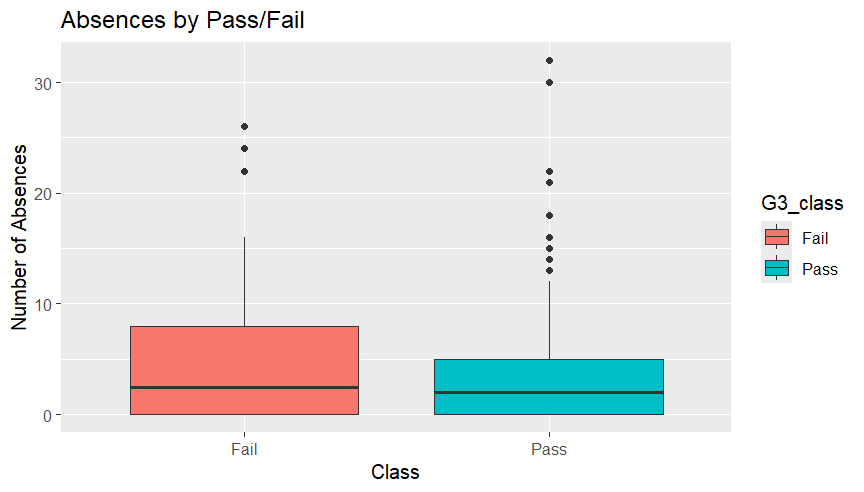 Absences by Pass/Fail
Number of Absences
30
20
10
0
Fail
Pass
Class
G3_class
Fail
Pass